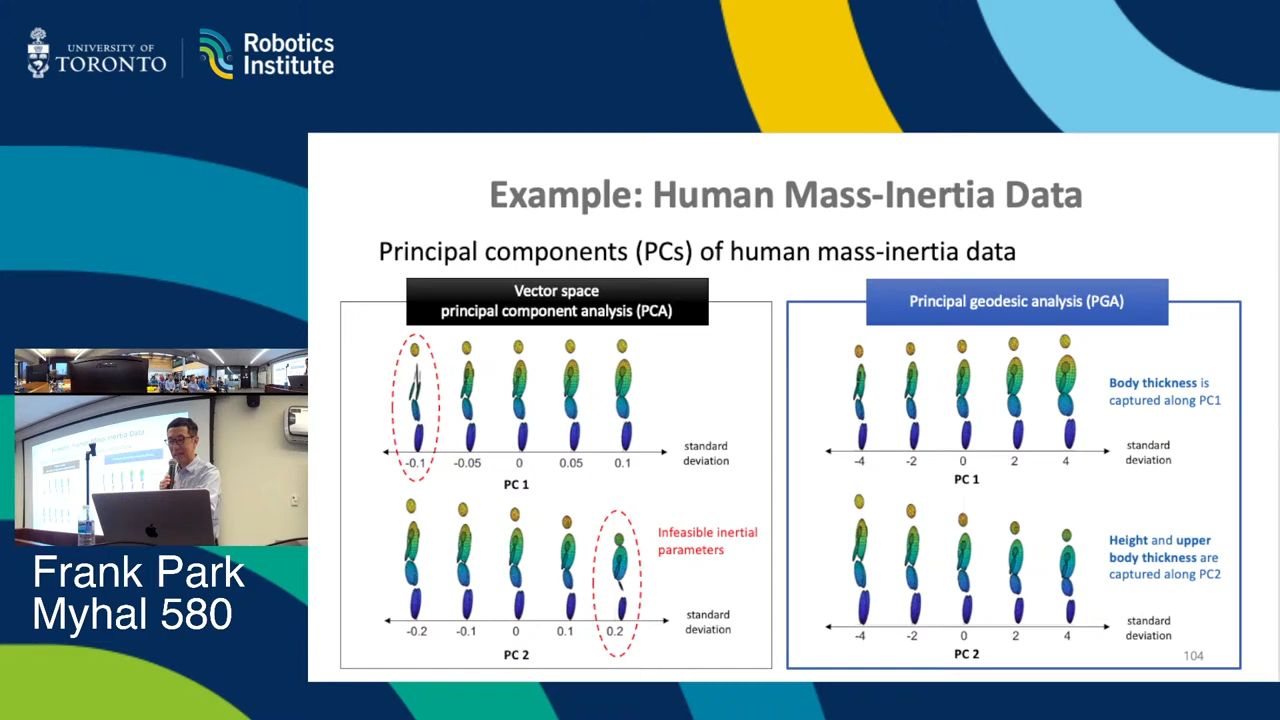 UNIVERSITY OF
TORONTO
Robotics
Institute
Example: Human Mass-Inertia Data
Principal components (PCs) of human mass-inertia data
Vector space
principal component analysis (PCA)
-0.1 -0.05 0 0.05 0.1
standard
deviation
PC 1
Infeasible inertial
parameters
-0.2 -0.1 0 0.1 0.2
standard
deviation
PC 2
Principal geodesic analysis (PGA)
Body thickness is
captured along PC1
-4 -2 0 2 4
standard
deviation
PC 1
Height and upper
body thickness are
captured along PC2
-4 -2 0 2 4
standard
deviation
PC 2
104
Frank Park
Myhal 580